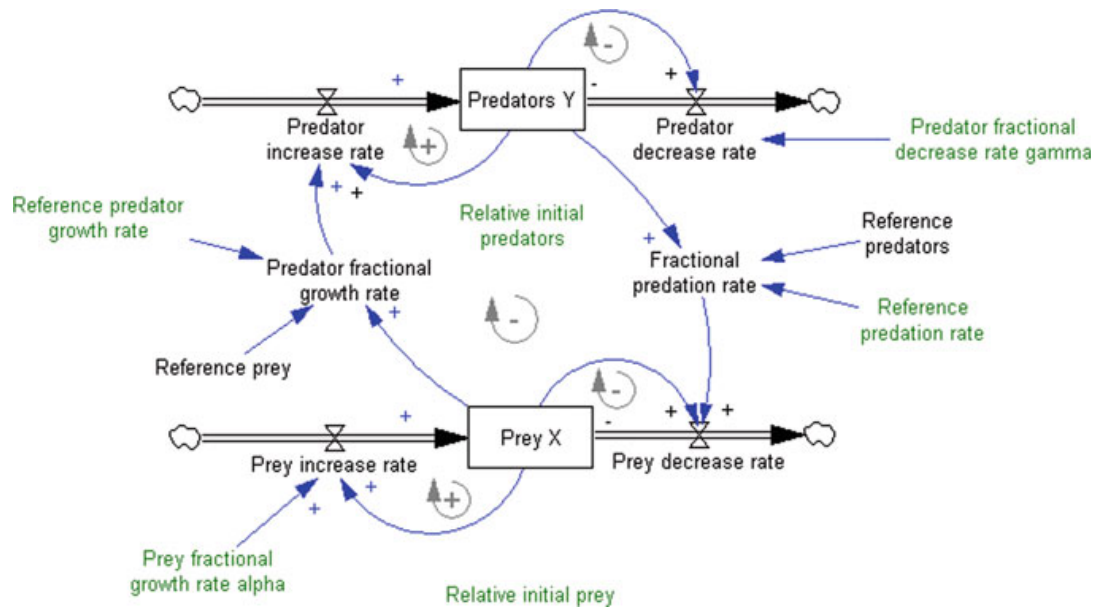 -
+
+
-
Predators Y
Predator
increase rate
+
Predator
decrease rate
Predator fractional
decrease rate gamma
+
+
Reference predator
growth rate
Relative initial
predators
Reference
predators
+
Predator fractional
growth rate
Fractional
predation rate
+
-
Reference
predation rate
Reference prey
-
+
-
+
+
Prey X
Prey increase rate
Prey decrease rate
+
+
+
Prey fractional
growth rate alpha
Relative initial prey